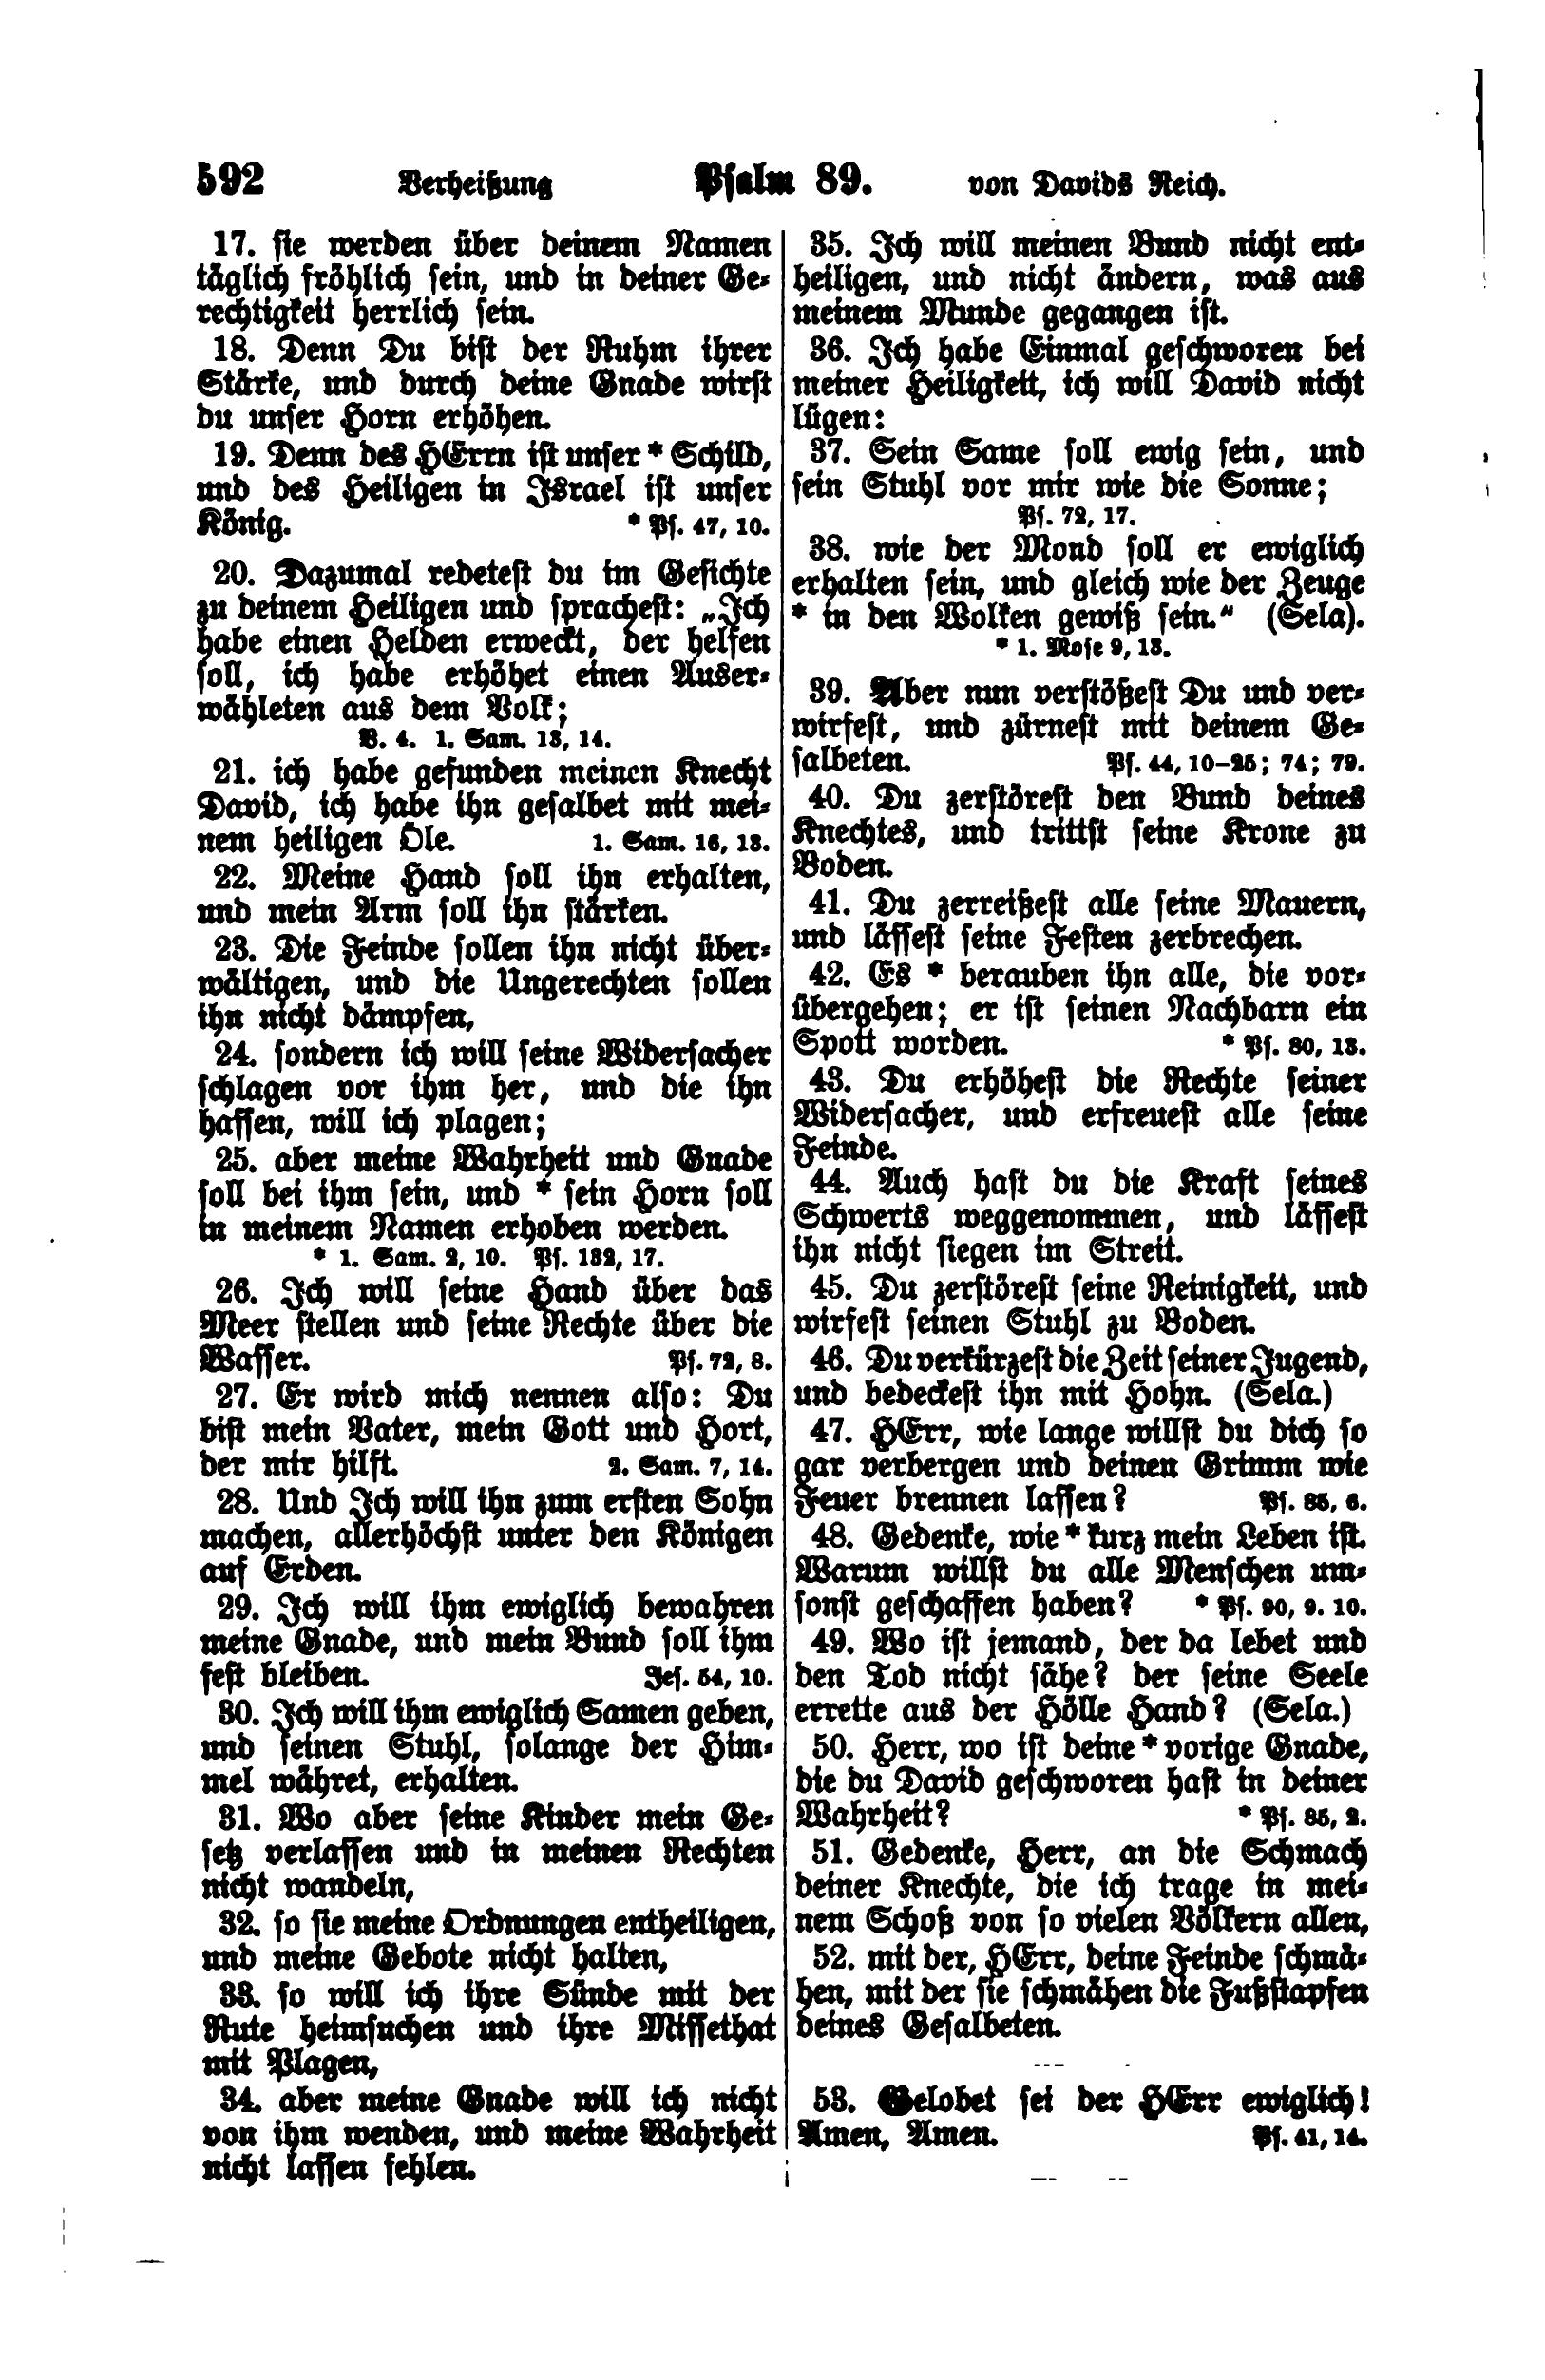 592 Verheißung Psalm 89. von Davids Reich.
17. sie werden über deinem Namen
täglich fröhlich sein, und in deiner Ge-
rechtigkeit herrlich sein.
18. Denn Du bist der Ruhm ihrer
Stärke, und durch deine Gnade wirst
du unser Horn erhöhen.
19. Denn des HErrn ist unser * Schild,
und des Heiligen in Israel ist unser
König. * Ps. 47, 10.
20. Dazumal redetest du im Gesichte
zu deinem Heiligen und sprachest: „Ich
habe einen Helden erweckt, der helfen
soll, ich habe erhöhet einen Auser-
wähleten aus dem Volk;
V. 4. 1. Sam. 13, 14.
21. ich habe gefunden meinen Knecht
David, ich habe ihn gesalbet mit mei-
nem heiligen Öle. 1. Sam. 16, 13.
22. Meine Hand soll ihn erhalten,
und mein Arm soll ihn stärken.
23. Die Feinde sollen ihn nicht über-
wältigen, und die Ungerechten sollen
ihn nicht dämpfen,
24. sondern ich will seine Widersacher
schlagen vor ihm her, und die ihn
hassen, will ich plagen;
25. aber meine Wahrheit und Gnade
soll bei ihm sein, und * sein Horn soll
in meinem Namen erhoben werden.
* 1. Sam. 2, 10. Ps. 132, 17.
26. Ich will seine Hand über das
Meer stellen und seine Rechte über die
Wasser. Ps. 72, 8.
27. Er wird mich nennen also: Du
bist mein Vater, mein Gott und Hort,
der mir hilft. 2. Sam. 7, 14.
28. Und Ich will ihn zum ersten Sohn
machen, allerhöchst unter den Königen
auf Erden.
29. Ich will ihm ewiglich bewahren
meine Gnade, und mein Bund soll ihm
fest bleiben. Jes. 54, 10.
30. Ich will ihm ewiglich Samen geben,
und seinen Stuhl, solange der Him-
mel währet, erhalten.
31. Wo aber seine Kinder mein Ge-
setz verlassen und in meinen Rechten
nicht wandeln,
32. so sie meine Ordnungen entheiligen,
und meine Gebote nicht halten,
33. so will ich ihre Sünde mit der
Rute heimsuchen und ihre Missethat
mit Plagen,
34. aber meine Gnade will ich nicht
von ihm wenden, und meine Wahrheit
nicht lassen fehlen.
35. Ich will meinen Bund nicht ent-
heiligen, und nicht ändern, was aus
meinem Munde gegangen ist.
36. Ich habe Einmal geschworen bei
meiner Heiligkeit, ich will David nicht
lügen:
37. Sein Same soll ewig sein, und
sein Stuhl vor mir wie die Sonne;
Ps. 72, 17.
38. wie der Mond soll er ewiglich
erhalten sein, und gleich wie der Zeuge
* in den Wolken gewiß sein.“ (Sela).
* 1. Mose 9, 13.
39. Aber nun verstößest Du und ver-
wirfest, und zürnest mit deinem Ge-
salbeten. Ps. 44, 10–25; 74; 79.
40. Du zerstörest den Bund deines
Knechtes, und trittst seine Krone zu
Boden.
41. Du zerreißest alle seine Mauern,
und lässest seine Festen zerbrechen.
42. Es * berauben ihn alle, die vor-
übergehen; er ist seinen Nachbarn ein
Spott worden. * Ps. 80, 13.
43. Du erhöhest die Rechte seiner
Widersacher, und erfreuest alle seine
Feinde.
44. Auch hast du die Kraft seines
Schwerts weggenommen, und lässest
ihn nicht siegen im Streit.
45. Du zerstörest seine Reinigkeit, und
wirfest seinen Stuhl zu Boden.
46. Du verkürzest die Zeit seiner Jugend,
und bedeckest ihn mit Hohn. (Sela.)
47. HErr, wie lange willst du dich so
gar verbergen und deinen Grimm wie
Feuer brennen lassen? Ps. 85, 6.
48. Gedenke, wie * kurz mein Leben ist.
Warum willst du alle Menschen um-
sonst geschaffen haben? * Ps. 90, 9. 10.
49. Wo ist jemand, der da lebet und
den Tod nicht sähe? der seine Seele
errette aus der Hölle Hand? (Sela.)
50. Herr, wo ist deine * vorige Gnade,
die du David geschworen hast in deiner
Wahrheit? * Ps. 85, 2.
51. Gedenke, Herr, an die Schmach
deiner Knechte, die ich trage in mei-
nem Schoß von so vielen Völkern allen,
52. mit der, HErr, deine Feinde schmä-
hen, mit der sie schmähen die Fußstapfen
deines Gesalbeten.
53. Gelobet sei der HErr ewiglich!
Amen, Amen. Ps. 41, 14.